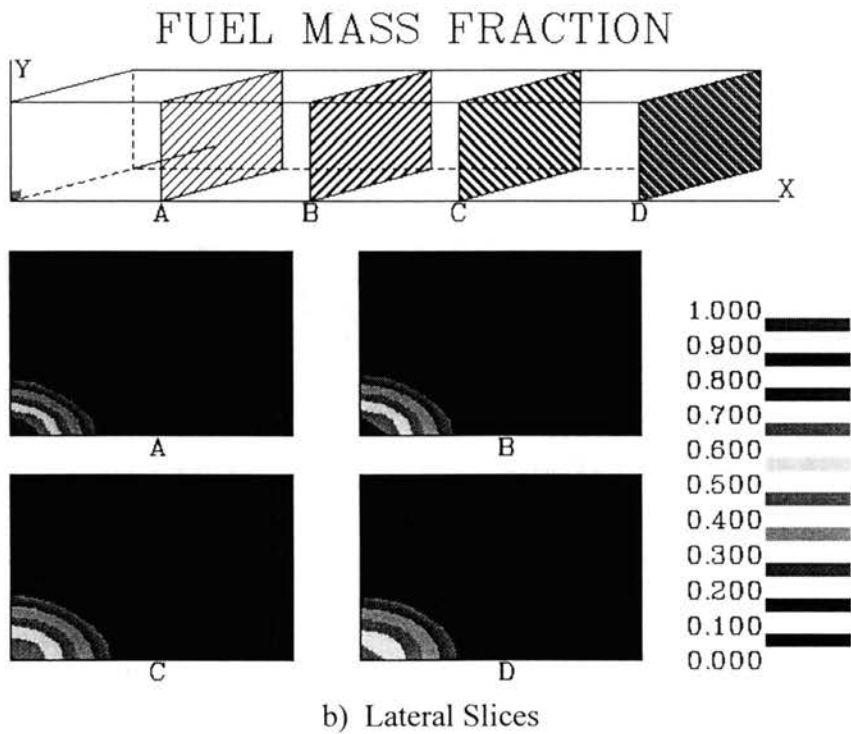 FUEL MASS FRACTION
Y
X
A
B
C
D
A
B
C
D
1.000
0.900
0.800
0.700
0.600
0.500
0.400
0.300
0.200
0.100
0.000
b) Lateral Slices